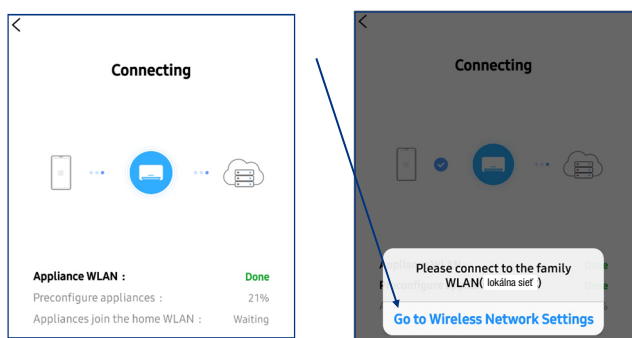 Connecting
Appliance WLAN : Done
Preconfigure appliances : 21%
Appliances join the home WLAN : Waiting
Connecting
Please connect to the family
WLAN( lokálna sieť )
Go to Wireless Network Settings